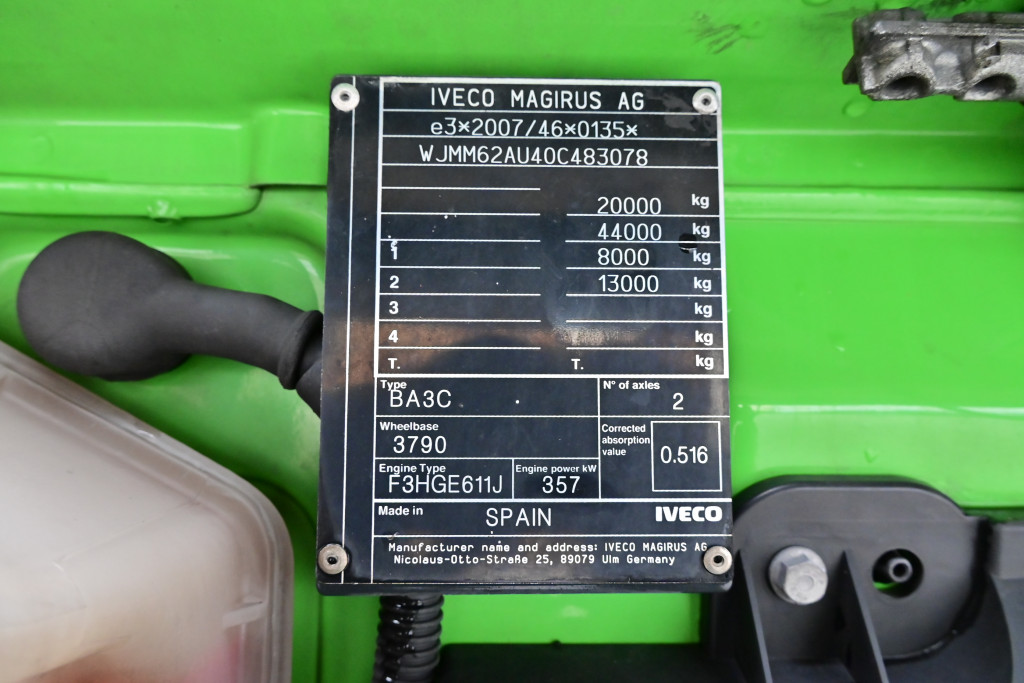 IVECO MAGIRUS AG
e3*2007/46*0135*
WJMM62AU40C483078
20000 kg
44000 kg
1 8000 kg
2 13000 kg
3 kg
4 kg
T. T. kg
Type
BA3C
N° of axles
2
Wheelbase
3790
Corrected
absorption
value
0.516
Engine Type
F3HGE611J
Engine power kW
357
Made in SPAIN IVECO
Manufacturer name and address: IVECO MAGIRUS AG
Nicolaus-Otto-Straße 25, 89079 Ulm Germany